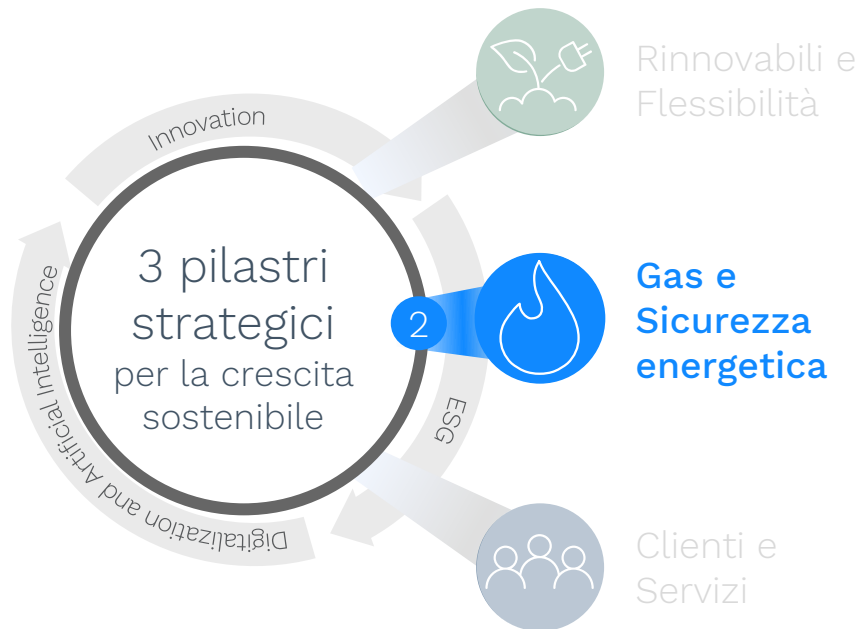 Rinnovabili e
Flessibilità
Innovation
3 pilastri
strategici
per la crescita
sostenibile
2
Gas e
Sicurezza
energetica
ESG
Digitalization and Artificial Intelligence
Clienti e
Servizi